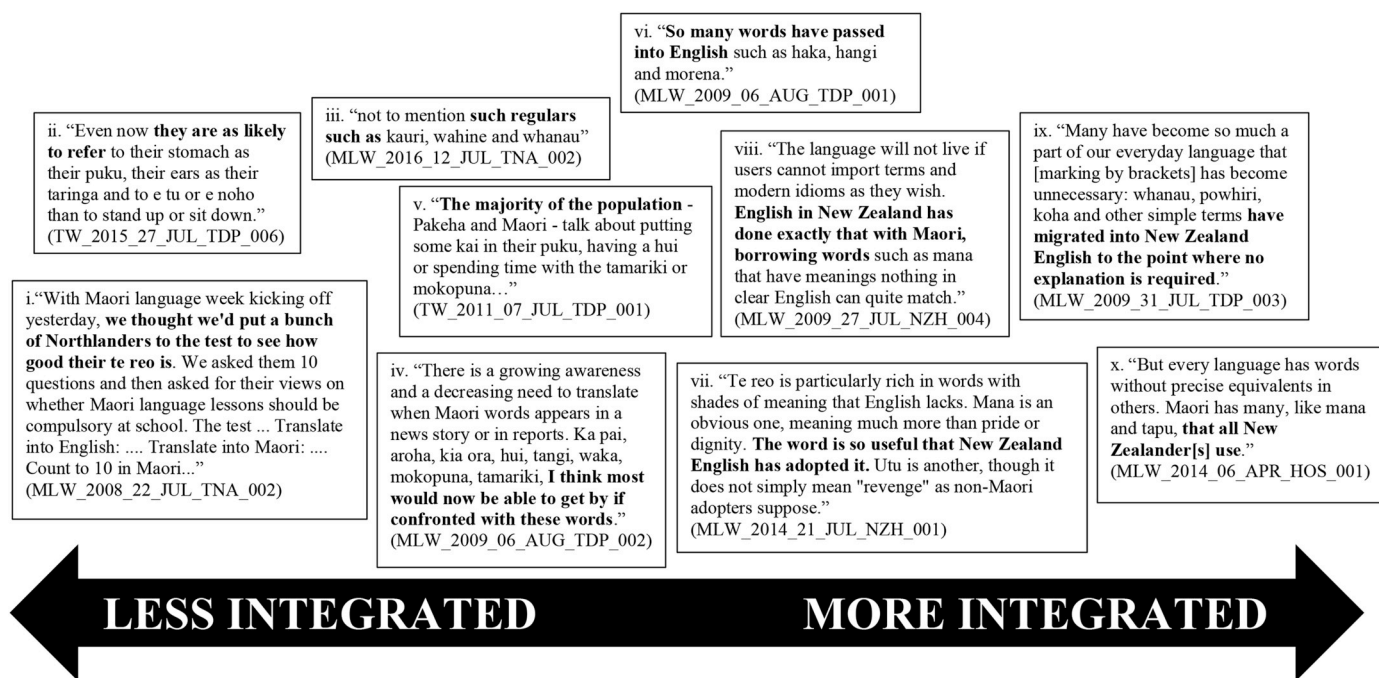 i.“With Maori language week kicking off
yesterday, we thought we'd put a bunch
of Northlanders to the test to see how
good their te reo is. We asked them 10
questions and then asked for their views on
whether Maori language lessons should be
compulsory at school. The test ... Translate
into English: .... Translate into Maori: ....
Count to 10 in Maori...”
(MLW_2008_22_JUL_TNA_002)
ii. “Even now they are as likely
to refer to their stomach as
their puku, their ears as their
taringa and to e tu or e noho
than to stand up or sit down.”
(TW_2015_27_JUL_TDP_006)
iii. “not to mention such regulars
such as kauri, wahine and whanau”
(MLW_2016_12_JUL_TNA_002)
iv. “There is a growing awareness
and a decreasing need to translate
when Maori words appears in a
news story or in reports. Ka pai,
aroha, kia ora, hui, tangi, waka,
mokopuna, tamariki, I think most
would now be able to get by if
confronted with these words.”
(MLW_2009_06_AUG_TDP_002)
v. “The majority of the population -
Pakeha and Maori - talk about putting
some kai in their puku, having a hui
or spending time with the tamariki or
mokopuna…”
(TW_2011_07_JUL_TDP_001)
vi. “So many words have passed
into English such as haka, hangi
and morena.”
(MLW_2009_06_AUG_TDP_001)
vii. “Te reo is particularly rich in words with
shades of meaning that English lacks. Mana is an
obvious one, meaning much more than pride or
dignity. The word is so useful that New Zealand
English has adopted it. Utu is another, though it
does not simply mean "revenge" as non-Maori
adopters suppose.”
(MLW_2014_21_JUL_NZH_001)
viii. “The language will not live if
users cannot import terms and
modern idioms as they wish.
English in New Zealand has
done exactly that with Maori,
borrowing words such as mana
that have meanings nothing in
clear English can quite match.”
(MLW_2009_27_JUL_NZH_004)
ix. “Many have become so much a
part of our everyday language that
[marking by brackets] has become
unnecessary: whanau, powhiri,
koha and other simple terms have
migrated into New Zealand
English to the point where no
explanation is required.”
(MLW_2009_31_JUL_TDP_003)
x. “But every language has words
without precise equivalents in
others. Maori has many, like mana
and tapu, that all New
Zealander[s] use.”
(MLW_2014_06_APR_HOS_001)
LESS INTEGRATED
MORE INTEGRATED